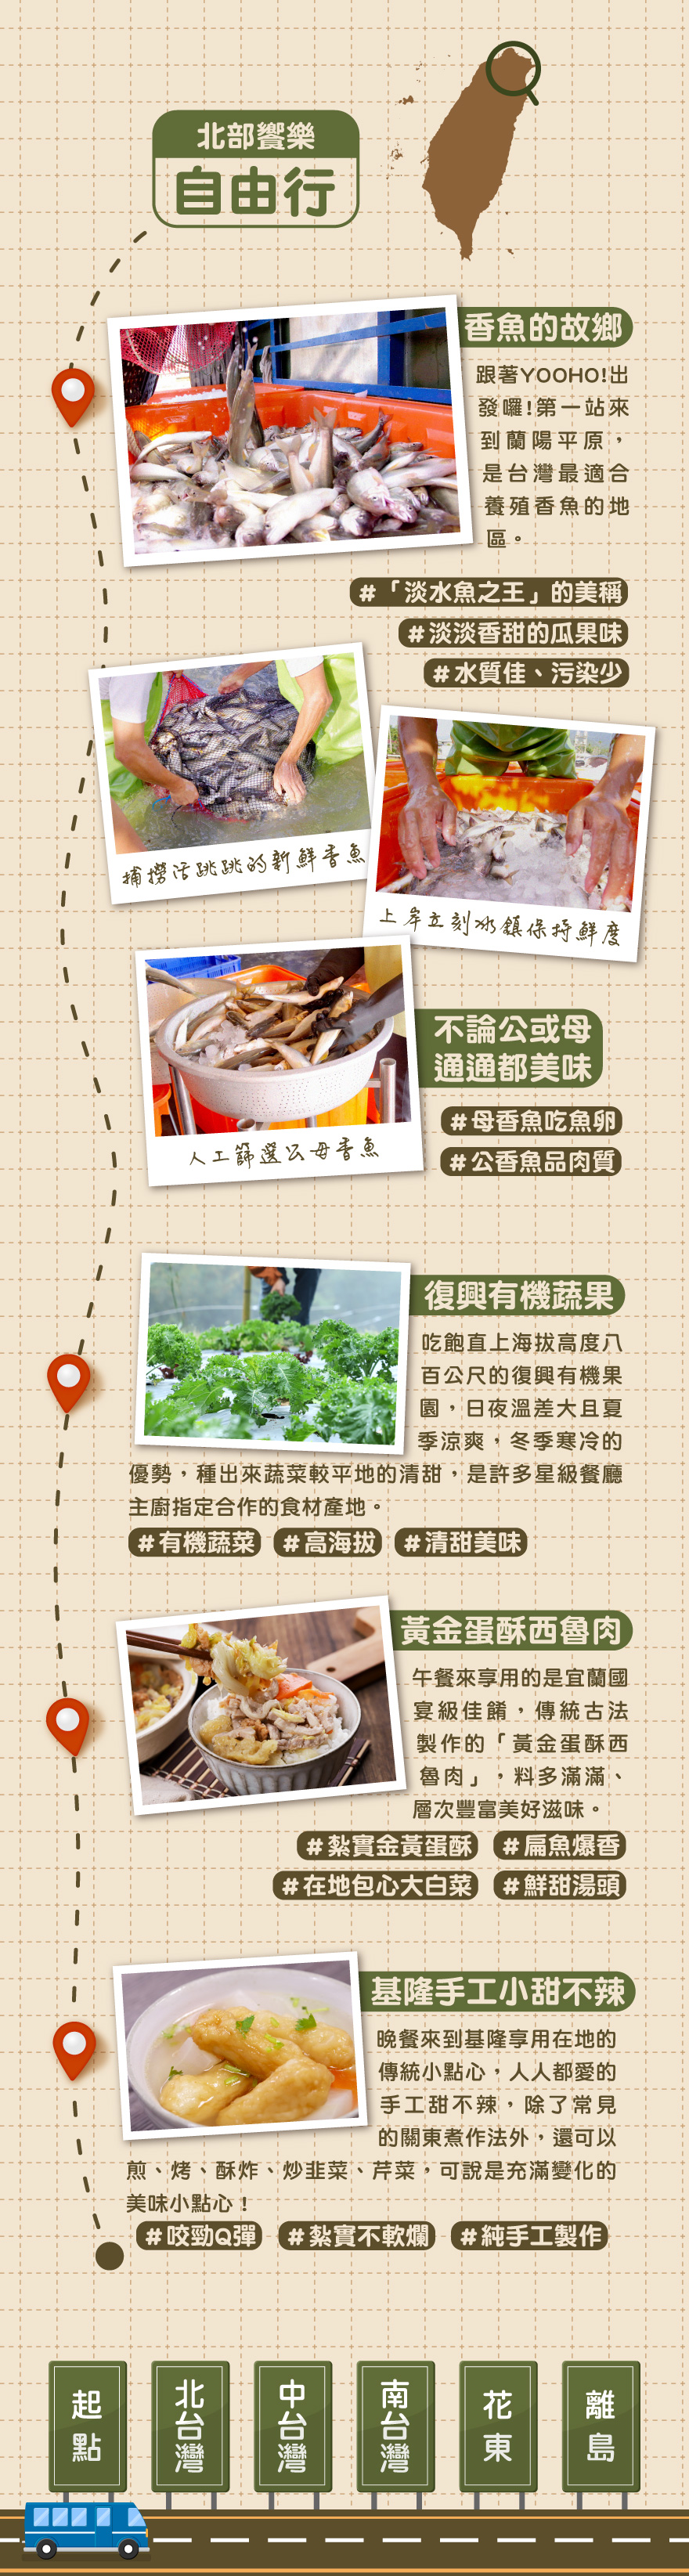 北部饗樂
自由行
香魚的故鄉
跟著YOOHO!出
發囉!第一站來
到蘭陽平原，
是台灣最適合
養殖香魚的地
區。
#「淡水魚之王」的美稱
#淡淡香甜的瓜果味
#水質佳、污染少
捕撈活跳跳的新鮮香魚
上岸立刻冰鎮保持鮮度
不論公或母
通通都美味
#母香魚吃魚卵
#公香魚品肉質
人工篩選公母香魚
復興有機蔬果
吃飽直上海拔高度八
百公尺的復興有機果
園，日夜溫差大且夏
季涼爽，冬季寒冷的
優勢，種出來蔬菜較平地的清甜，是許多星級餐廳
主廚指定合作的食材產地。
#有機蔬菜 #高海拔 #清甜美味
黃金蛋酥西魯肉
午餐來享用的是宜蘭國
宴級佳餚，傳統古法
製作的「黃金蛋酥西
魯肉」，料多滿滿、
層次豐富美好滋味。
#紮實金黃蛋酥 #扁魚爆香
#在地包心大白菜 #鮮甜湯頭
基隆手工小甜不辣
晚餐來到基隆享用在地的
傳統小點心，人人都愛的
手工甜不辣，除了常見
的關東煮作法外，還可以
煎、烤、酥炸、炒韭菜、芹菜，可說是充滿變化的
美味小點心！
#咬勁Q彈 #紮實不軟爛 #純手工製作
起點
北台灣
中台灣
南台灣
花東
離島